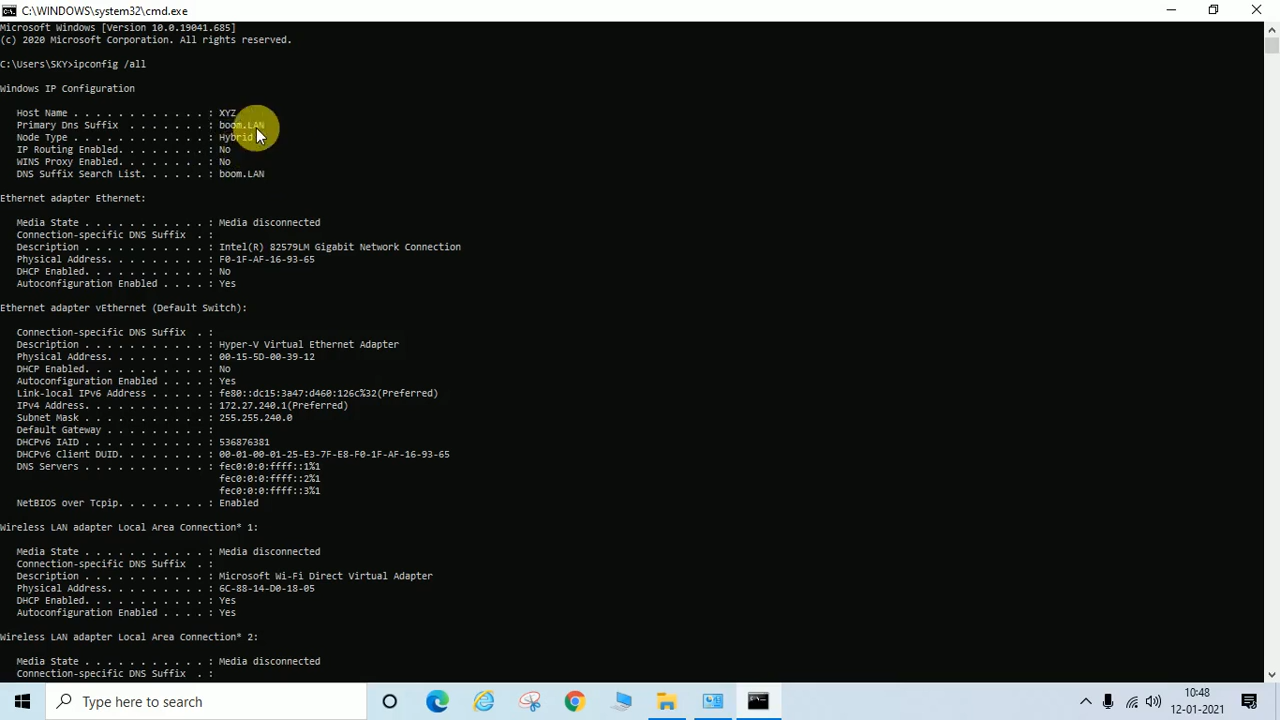 C:\WINDOWS\system32\cmd.exe
Microsoft Windows [Version 10.0.19041.685]
(c) 2020 Microsoft Corporation. All rights reserved.
C:\Users\SKY>ipconfig /all
Windows IP Configuration
Host Name . . . . . . . . . . . . : XYZ
Primary Dns Suffix  . . . . . . . : boom.LAN
Node Type . . . . . . . . . . . . : Hybrid
IP Routing Enabled. . . . . . . . : No
WINS Proxy Enabled. . . . . . . . : No
DNS Suffix Search List. . . . . . : boom.LAN
Ethernet adapter Ethernet:
Media State . . . . . . . . . . . : Media disconnected
Connection-specific DNS Suffix  . :
Description . . . . . . . . . . . : Intel(R) 82579LM Gigabit Network Connection
Physical Address. . . . . . . . . : F0-1F-AF-16-93-65
DHCP Enabled. . . . . . . . . . . : No
Autoconfiguration Enabled . . . . : Yes
Ethernet adapter vEthernet (Default Switch):
Connection-specific DNS Suffix  . :
Description . . . . . . . . . . . : Hyper-V Virtual Ethernet Adapter
Physical Address. . . . . . . . . : 00-15-5D-00-39-12
DHCP Enabled. . . . . . . . . . . : No
Autoconfiguration Enabled . . . . : Yes
Link-local IPv6 Address . . . . . : fe80::dc15:3a47:d460:126c%32(Preferred)
IPv4 Address. . . . . . . . . . . : 172.27.240.1(Preferred)
Subnet Mask . . . . . . . . . . . : 255.255.240.0
Default Gateway . . . . . . . . . :
DHCPv6 IAID . . . . . . . . . . . : 536876381
DHCPv6 Client DUID. . . . . . . . : 00-01-00-01-25-E3-7F-E8-F0-1F-AF-16-93-65
DNS Servers . . . . . . . . . . . : fec0:0:0:ffff::1%1
fec0:0:0:ffff::2%1
fec0:0:0:ffff::3%1
NetBIOS over Tcpip. . . . . . . . : Enabled
Wireless LAN adapter Local Area Connection* 1:
Media State . . . . . . . . . . . : Media disconnected
Connection-specific DNS Suffix  . :
Description . . . . . . . . . . . : Microsoft Wi-Fi Direct Virtual Adapter
Physical Address. . . . . . . . . : 6C-88-14-D0-18-05
DHCP Enabled. . . . . . . . . . . : Yes
Autoconfiguration Enabled . . . . : Yes
Wireless LAN adapter Local Area Connection* 2:
Media State . . . . . . . . . . . : Media disconnected
Connection-specific DNS Suffix  . :
Type here to search
10:48
12-01-2021